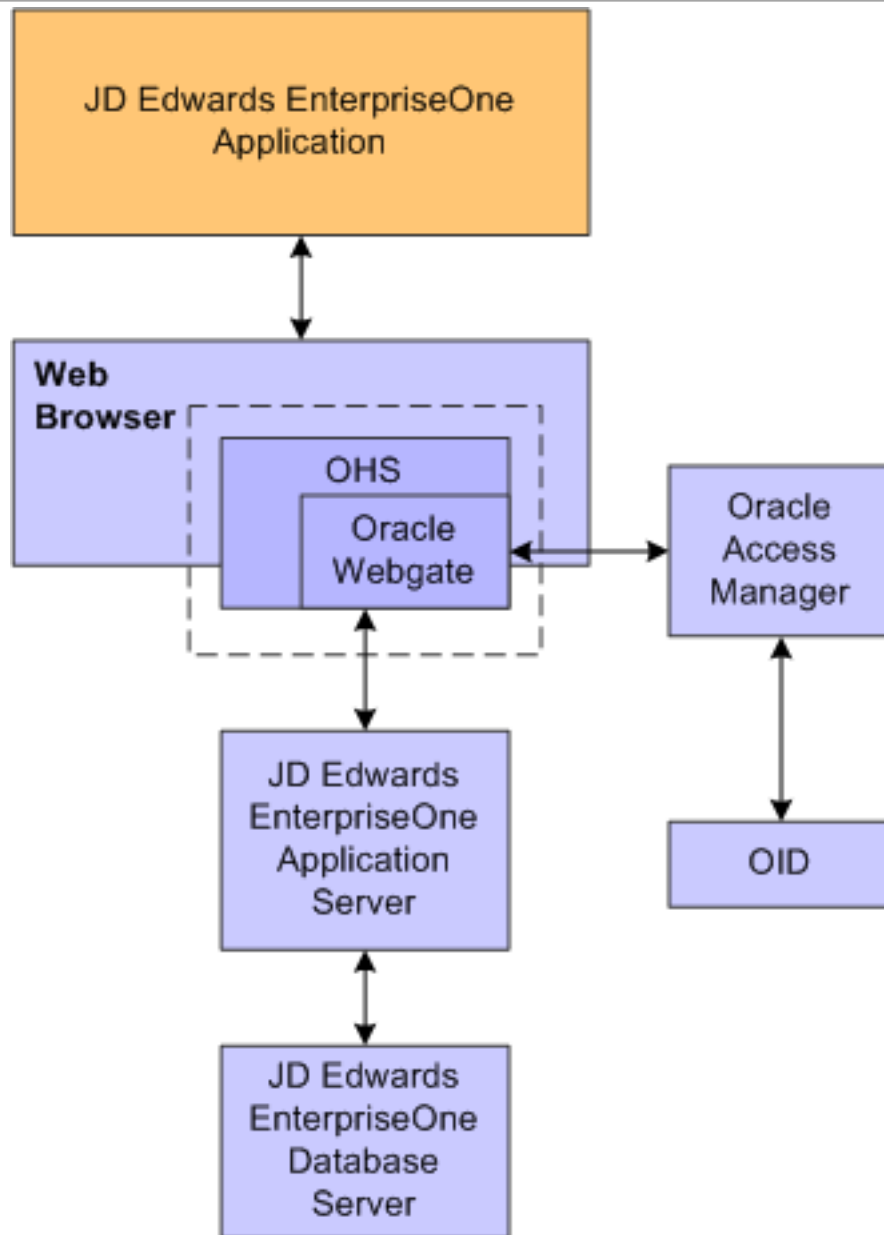 JD Edwards EnterpriseOne
Application
Web
Browser
OHS
Oracle
Webgate
Oracle
Access
Manager
JD Edwards
EnterpriseOne
Application
Server
OID
JD Edwards
EnterpriseOne
Database
Server